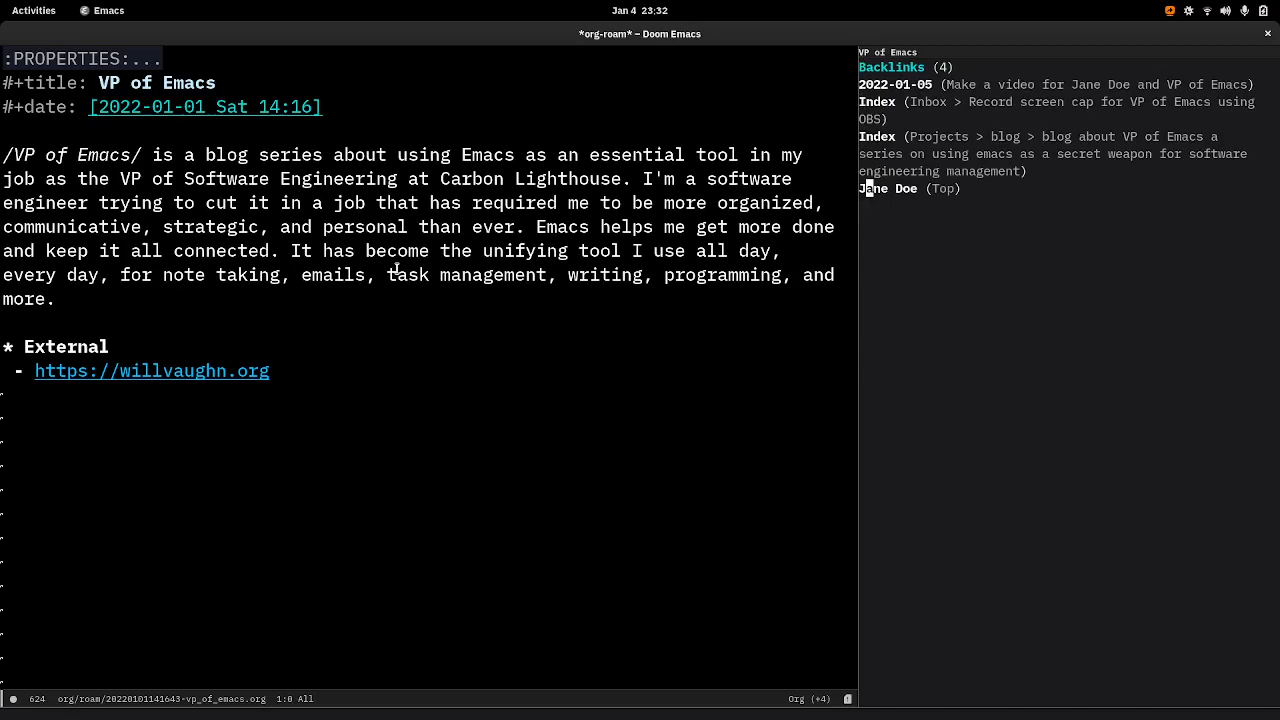 Activities Emacs Jan 4 23:32
*org-roam* – Doom Emacs ×
:PROPERTIES:...
#+title: VP of Emacs
#+date: [2022-01-01 Sat 14:16]
/VP of Emacs/ is a blog series about using Emacs as an essential tool in my
job as the VP of Software Engineering at Carbon Lighthouse. I'm a software
engineer trying to cut it in a job that has required me to be more organized,
communicative, strategic, and personal than ever. Emacs helps me get more done
and keep it all connected. It has become the unifying tool I use all day,
every day, for note taking, emails, task management, writing, programming, and
more.
* External
- https://willvaughn.org
~
~
~
~
~
~
~
~
~
~
~
~
624 org/roam/20220101141643-vp_of_emacs.org 1:0 All Org (+4)
VP of Emacs
Backlinks (4)
2022-01-05 (Make a video for Jane Doe and VP of Emacs)
Index (Inbox > Record screen cap for VP of Emacs using
OBS)
Index (Projects > blog > blog about VP of Emacs a
series on using emacs as a secret weapon for software
engineering management)
Jane Doe (Top)